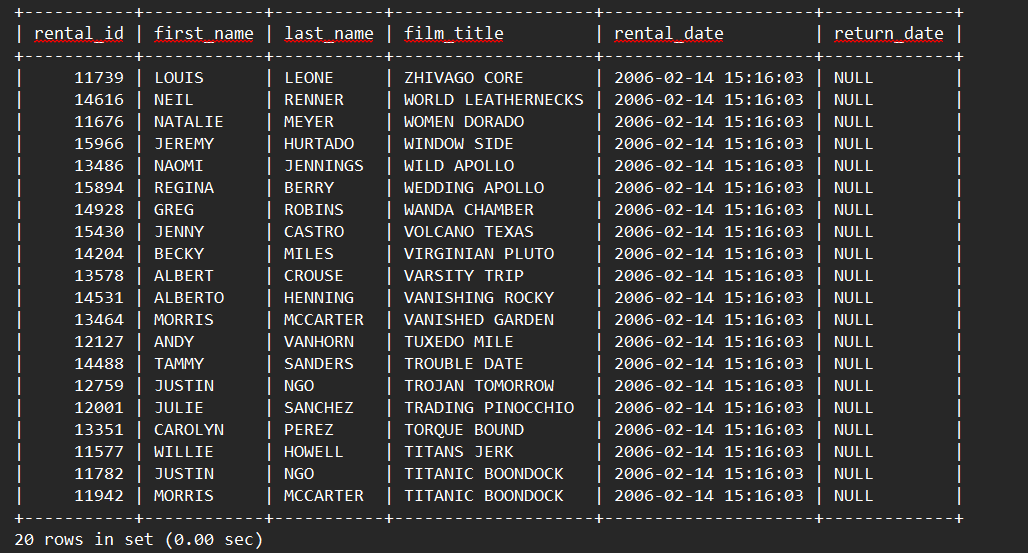 +-----------+------------+-----------+--------------------+---------------------+-------------+
| rental_id | first_name | last_name | film_title         | rental_date         | return_date |
+-----------+------------+-----------+--------------------+---------------------+-------------+
|     11739 | LOUIS      | LEONE     | ZHIVAGO CORE       | 2006-02-14 15:16:03 | NULL        |
|     14616 | NEIL       | RENNER    | WORLD LEATHERNECKS | 2006-02-14 15:16:03 | NULL        |
|     11676 | NATALIE    | MEYER     | WOMEN DORADO       | 2006-02-14 15:16:03 | NULL        |
|     15966 | JEREMY     | HURTADO   | WINDOW SIDE        | 2006-02-14 15:16:03 | NULL        |
|     13486 | NAOMI      | JENNINGS  | WILD APOLLO        | 2006-02-14 15:16:03 | NULL        |
|     15894 | REGINA     | BERRY     | WEDDING APOLLO     | 2006-02-14 15:16:03 | NULL        |
|     14928 | GREG       | ROBINS    | WANDA CHAMBER      | 2006-02-14 15:16:03 | NULL        |
|     15430 | JENNY      | CASTRO    | VOLCANO TEXAS      | 2006-02-14 15:16:03 | NULL        |
|     14204 | BECKY      | MILES     | VIRGINIAN PLUTO    | 2006-02-14 15:16:03 | NULL        |
|     13578 | ALBERT     | CROUSE    | VARSITY TRIP       | 2006-02-14 15:16:03 | NULL        |
|     14531 | ALBERTO    | HENNING   | VANISHING ROCKY    | 2006-02-14 15:16:03 | NULL        |
|     13464 | MORRIS     | MCCARTER  | VANISHED GARDEN    | 2006-02-14 15:16:03 | NULL        |
|     12127 | ANDY       | VANHORN   | TUXEDO MILE        | 2006-02-14 15:16:03 | NULL        |
|     14488 | TAMMY      | SANDERS   | TROUBLE DATE       | 2006-02-14 15:16:03 | NULL        |
|     12759 | JUSTIN     | NGO       | TROJAN TOMORROW    | 2006-02-14 15:16:03 | NULL        |
|     12001 | JULIE      | SANCHEZ   | TRADING PINOCCHIO  | 2006-02-14 15:16:03 | NULL        |
|     13351 | CAROLYN    | PEREZ     | TORQUE BOUND       | 2006-02-14 15:16:03 | NULL        |
|     11577 | WILLIE     | HOWELL    | TITANS JERK        | 2006-02-14 15:16:03 | NULL        |
|     11782 | JUSTIN     | NGO       | TITANIC BOONDOCK   | 2006-02-14 15:16:03 | NULL        |
|     11942 | MORRIS     | MCCARTER  | TITANIC BOONDOCK   | 2006-02-14 15:16:03 | NULL        |
+-----------+------------+-----------+--------------------+---------------------+-------------+
20 rows in set (0.00 sec)